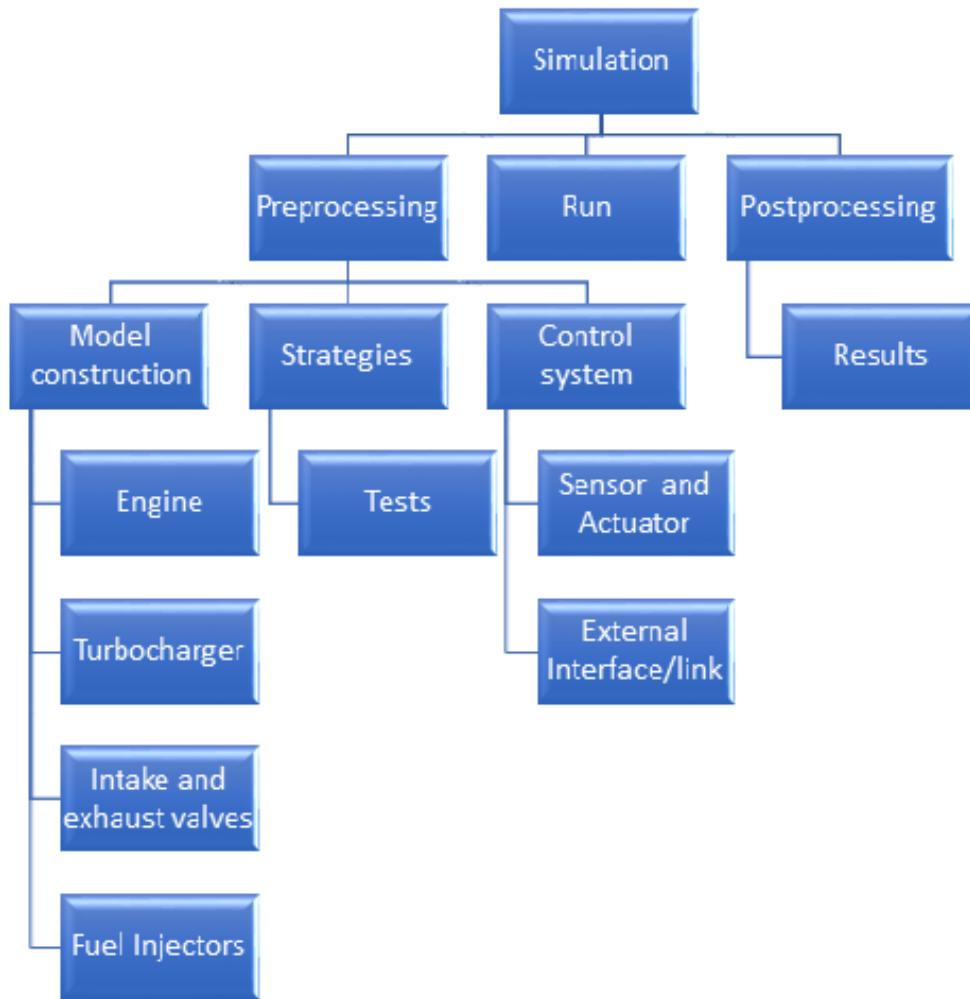 Simulation
Preprocessing
Run
Postprocessing
Model
construction
Strategies
Control
system
Results
Engine
Tests
Sensor and
Actuator
Turbocharger
External
Interface/link
Intake and
exhaust valves
Fuel Injectors